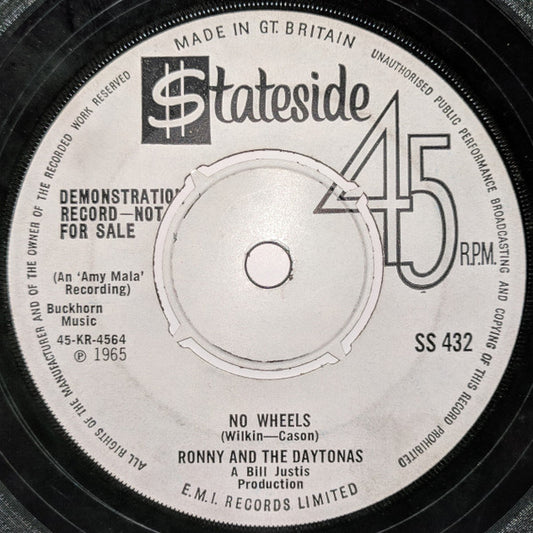 MADE IN GT. BRITAIN
$tateside
45
R.P.M.
DEMONSTRATION
RECORD—NOT
FOR SALE
(An 'Amy Mala'
Recording)
Buckhorn
Music
45-KR-4564
Ⓟ 1965
SS 432
NO WHEELS
(Wilkin—Cason)
RONNY AND THE DAYTONAS
A Bill Justis
Production
E.M.I. RECORDS LIMITED
ALL RIGHTS OF THE MANUFACTURER AND OF THE OWNER OF THE RECORDED WORK RESERVED
UNAUTHORISED PUBLIC PERFORMANCE BROADCASTING AND COPYING OF THIS RECORD PROHIBITED